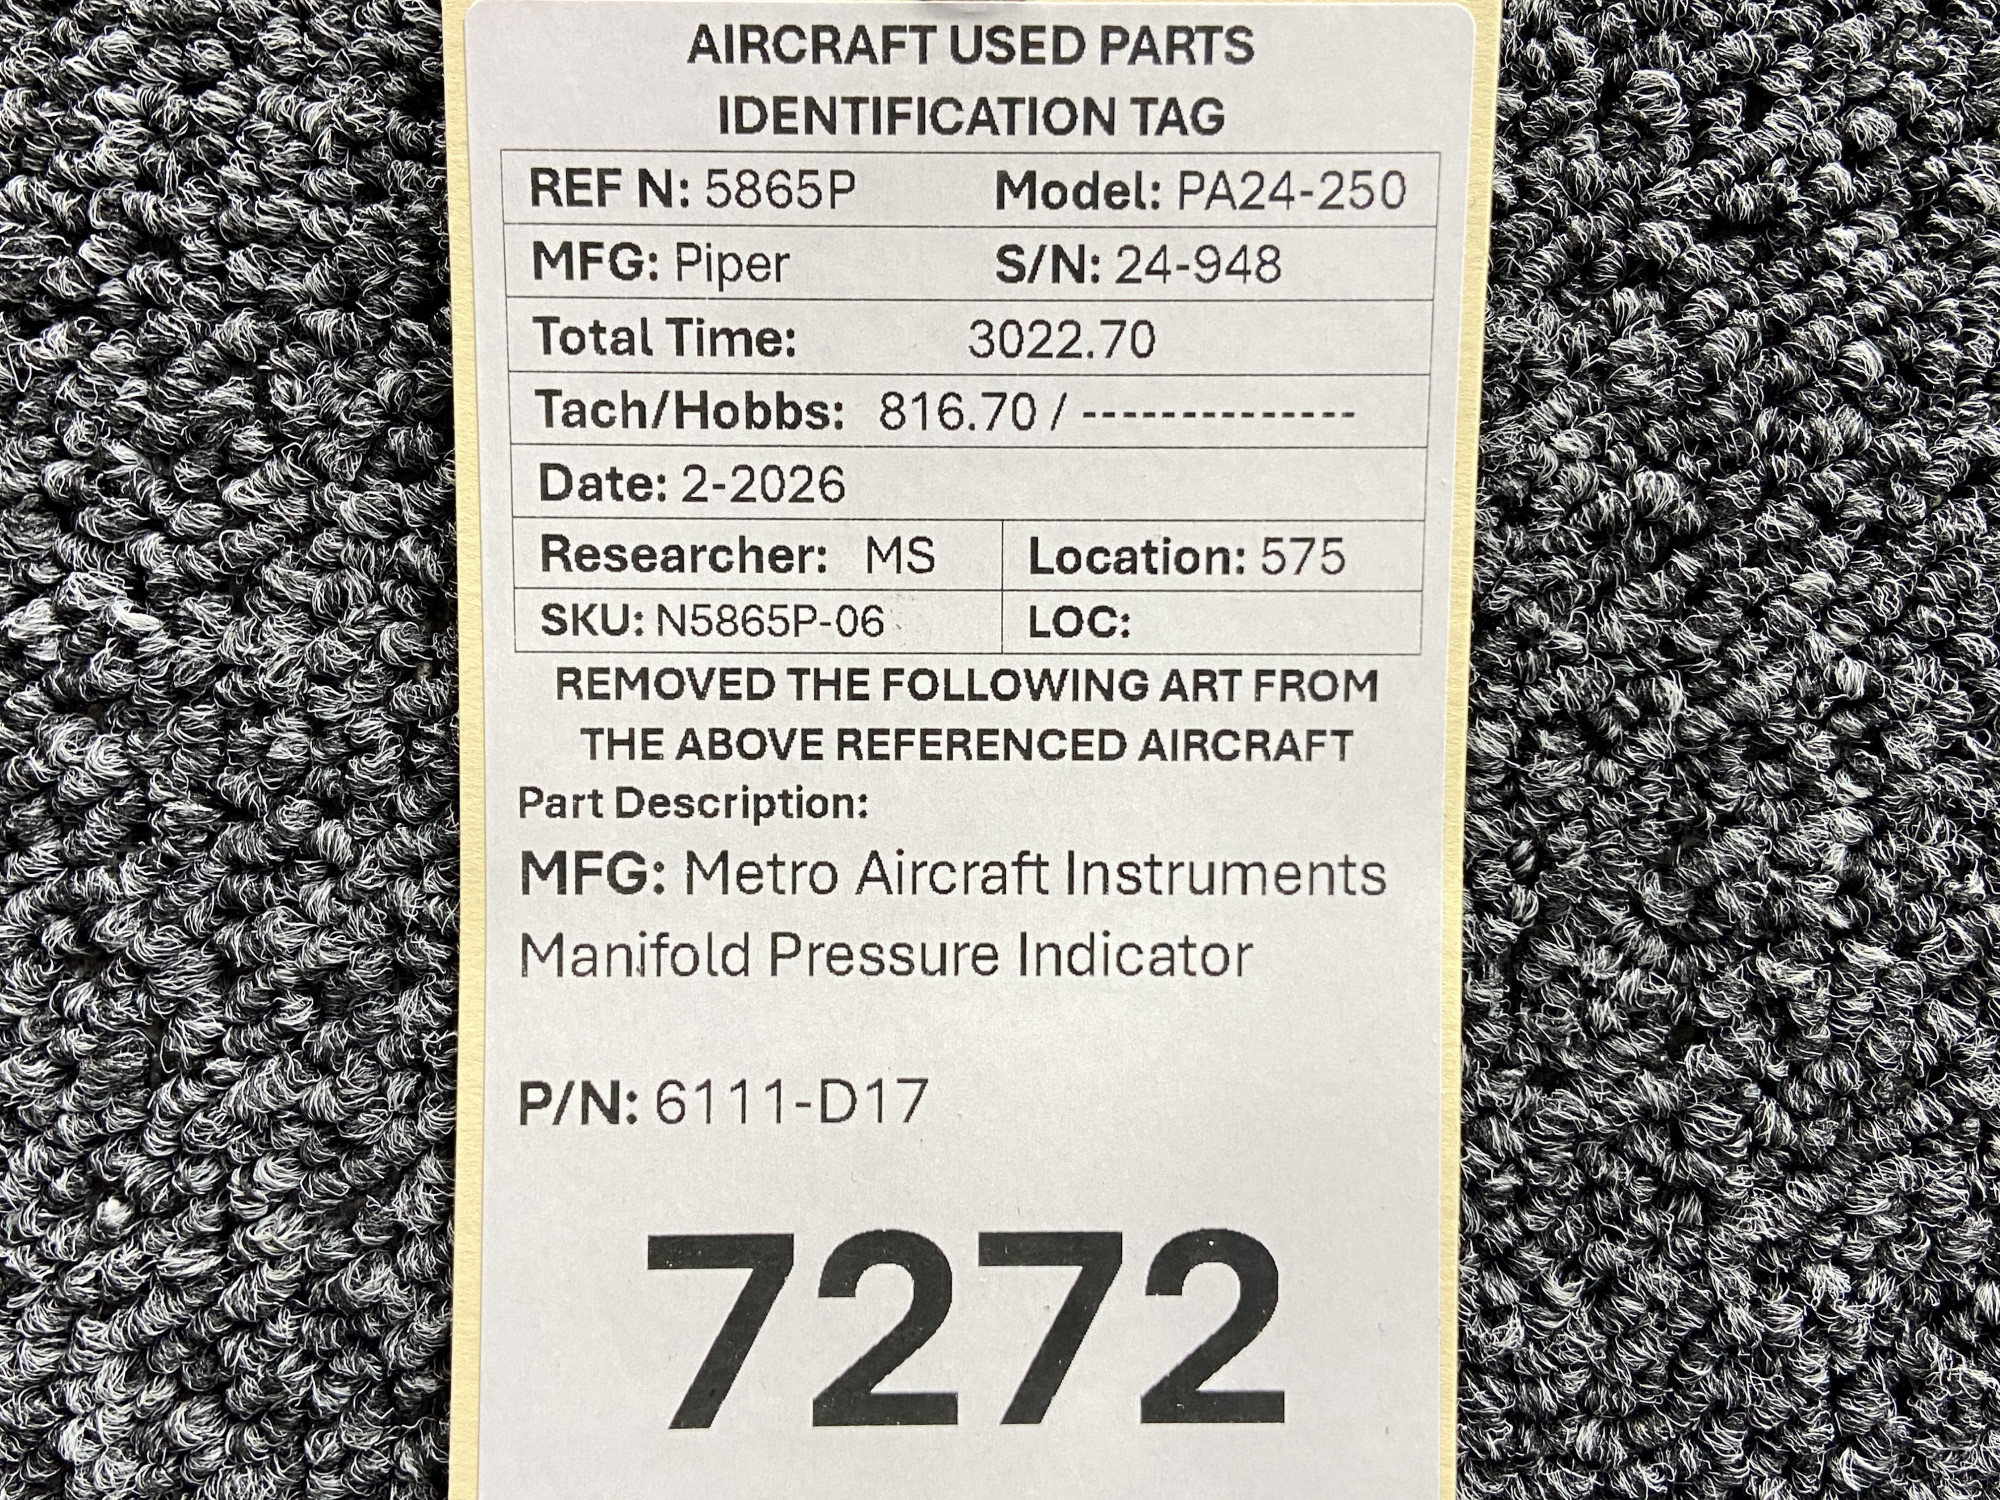 AIRCRAFT USED PARTS
IDENTIFICATION TAG
REF N: 5865P Model: PA24-250
MFG: Piper S/N: 24-948
Total Time: 3022.70
Tach/Hobbs: 816.70 / --------------
Date: 2-2026
Researcher: MS Location: 575
SKU: N5865P-06 LOC:
REMOVED THE FOLLOWING ART FROM
THE ABOVE REFERENCED AIRCRAFT
Part Description:
MFG: Metro Aircraft Instruments
Manifold Pressure Indicator
P/N: 6111-D17
7272